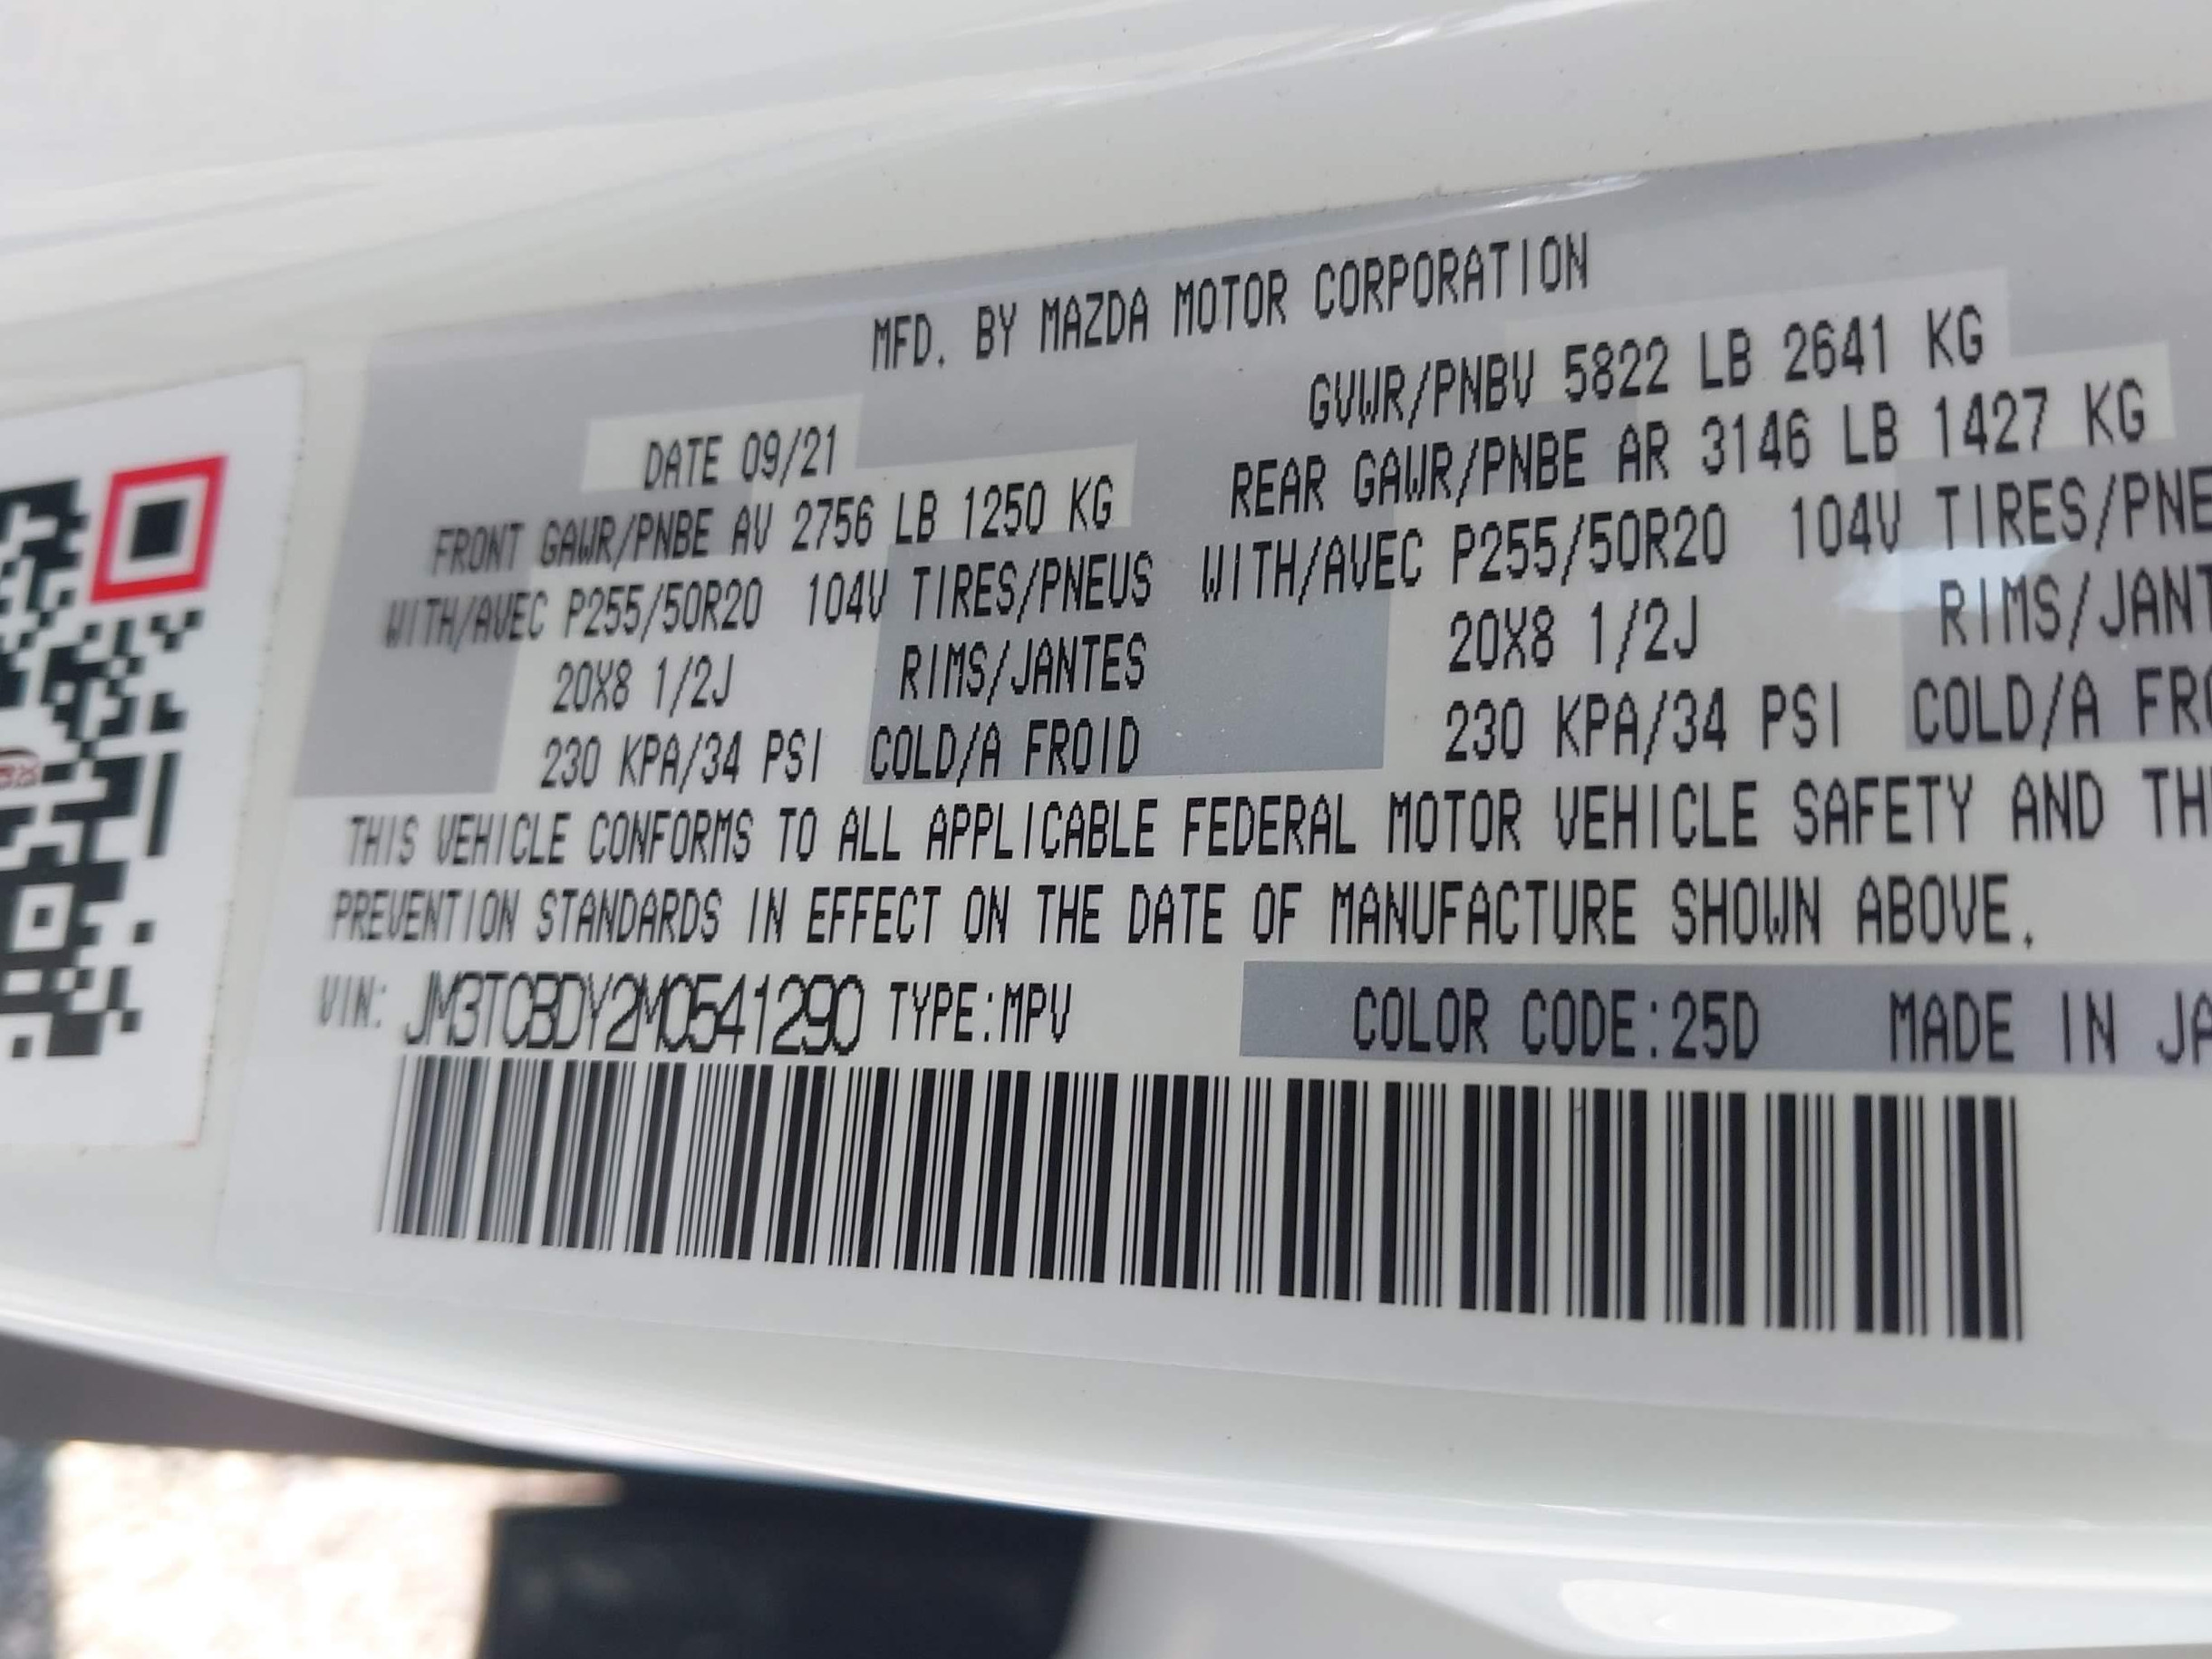 MFD. BY MAZDA MOTOR CORPORATION
DATE 09/21
GVWR/PNBV 5822 LB 2641 KG
FRONT GAWR/PNBE AV 2756 LB 1250 KG
REAR GAWR/PNBE AR 3146 LB 1427 KG
WITH/AVEC P255/50R20 104V TIRES/PNEUS
WITH/AVEC P255/50R20 104V TIRES/PNE
20X8 1/2J RIMS/JANTES
20X8 1/2J RIMS/JANT
230 KPA/34 PSI COLD/A FROID
230 KPA/34 PSI COLD/A FRO
THIS VEHICLE CONFORMS TO ALL APPLICABLE FEDERAL MOTOR VEHICLE SAFETY AND TH
PREVENTION STANDARDS IN EFFECT ON THE DATE OF MANUFACTURE SHOWN ABOVE.
VIN: JM3TCBDY2M0541290 TYPE:MPV COLOR CODE:25D MADE IN JA